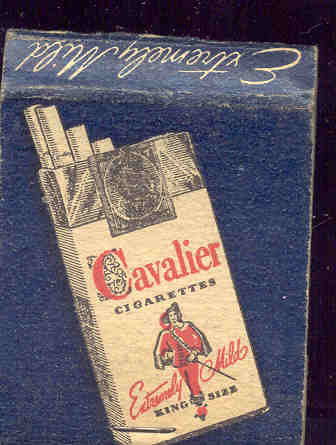 Extremely Mild
Cavalier
CIGARETTES
Extremely Mild
KING SIZE